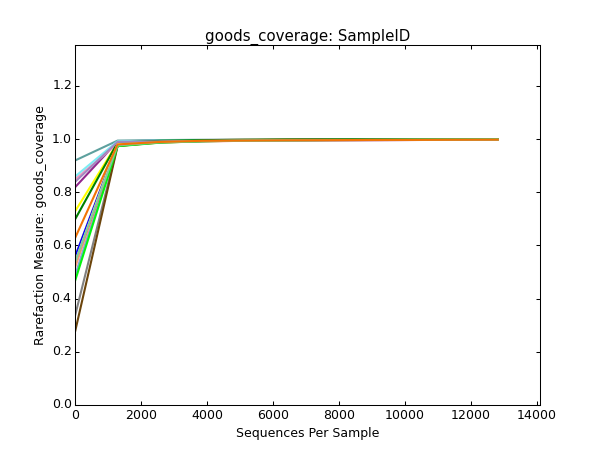 goods_coverage: SampleID
Rarefaction Measure: goods_coverage
1.2
1.0
0.8
0.6
0.4
0.2
0.0
0 2000 4000 6000 8000 10000 12000 14000
Sequences Per Sample